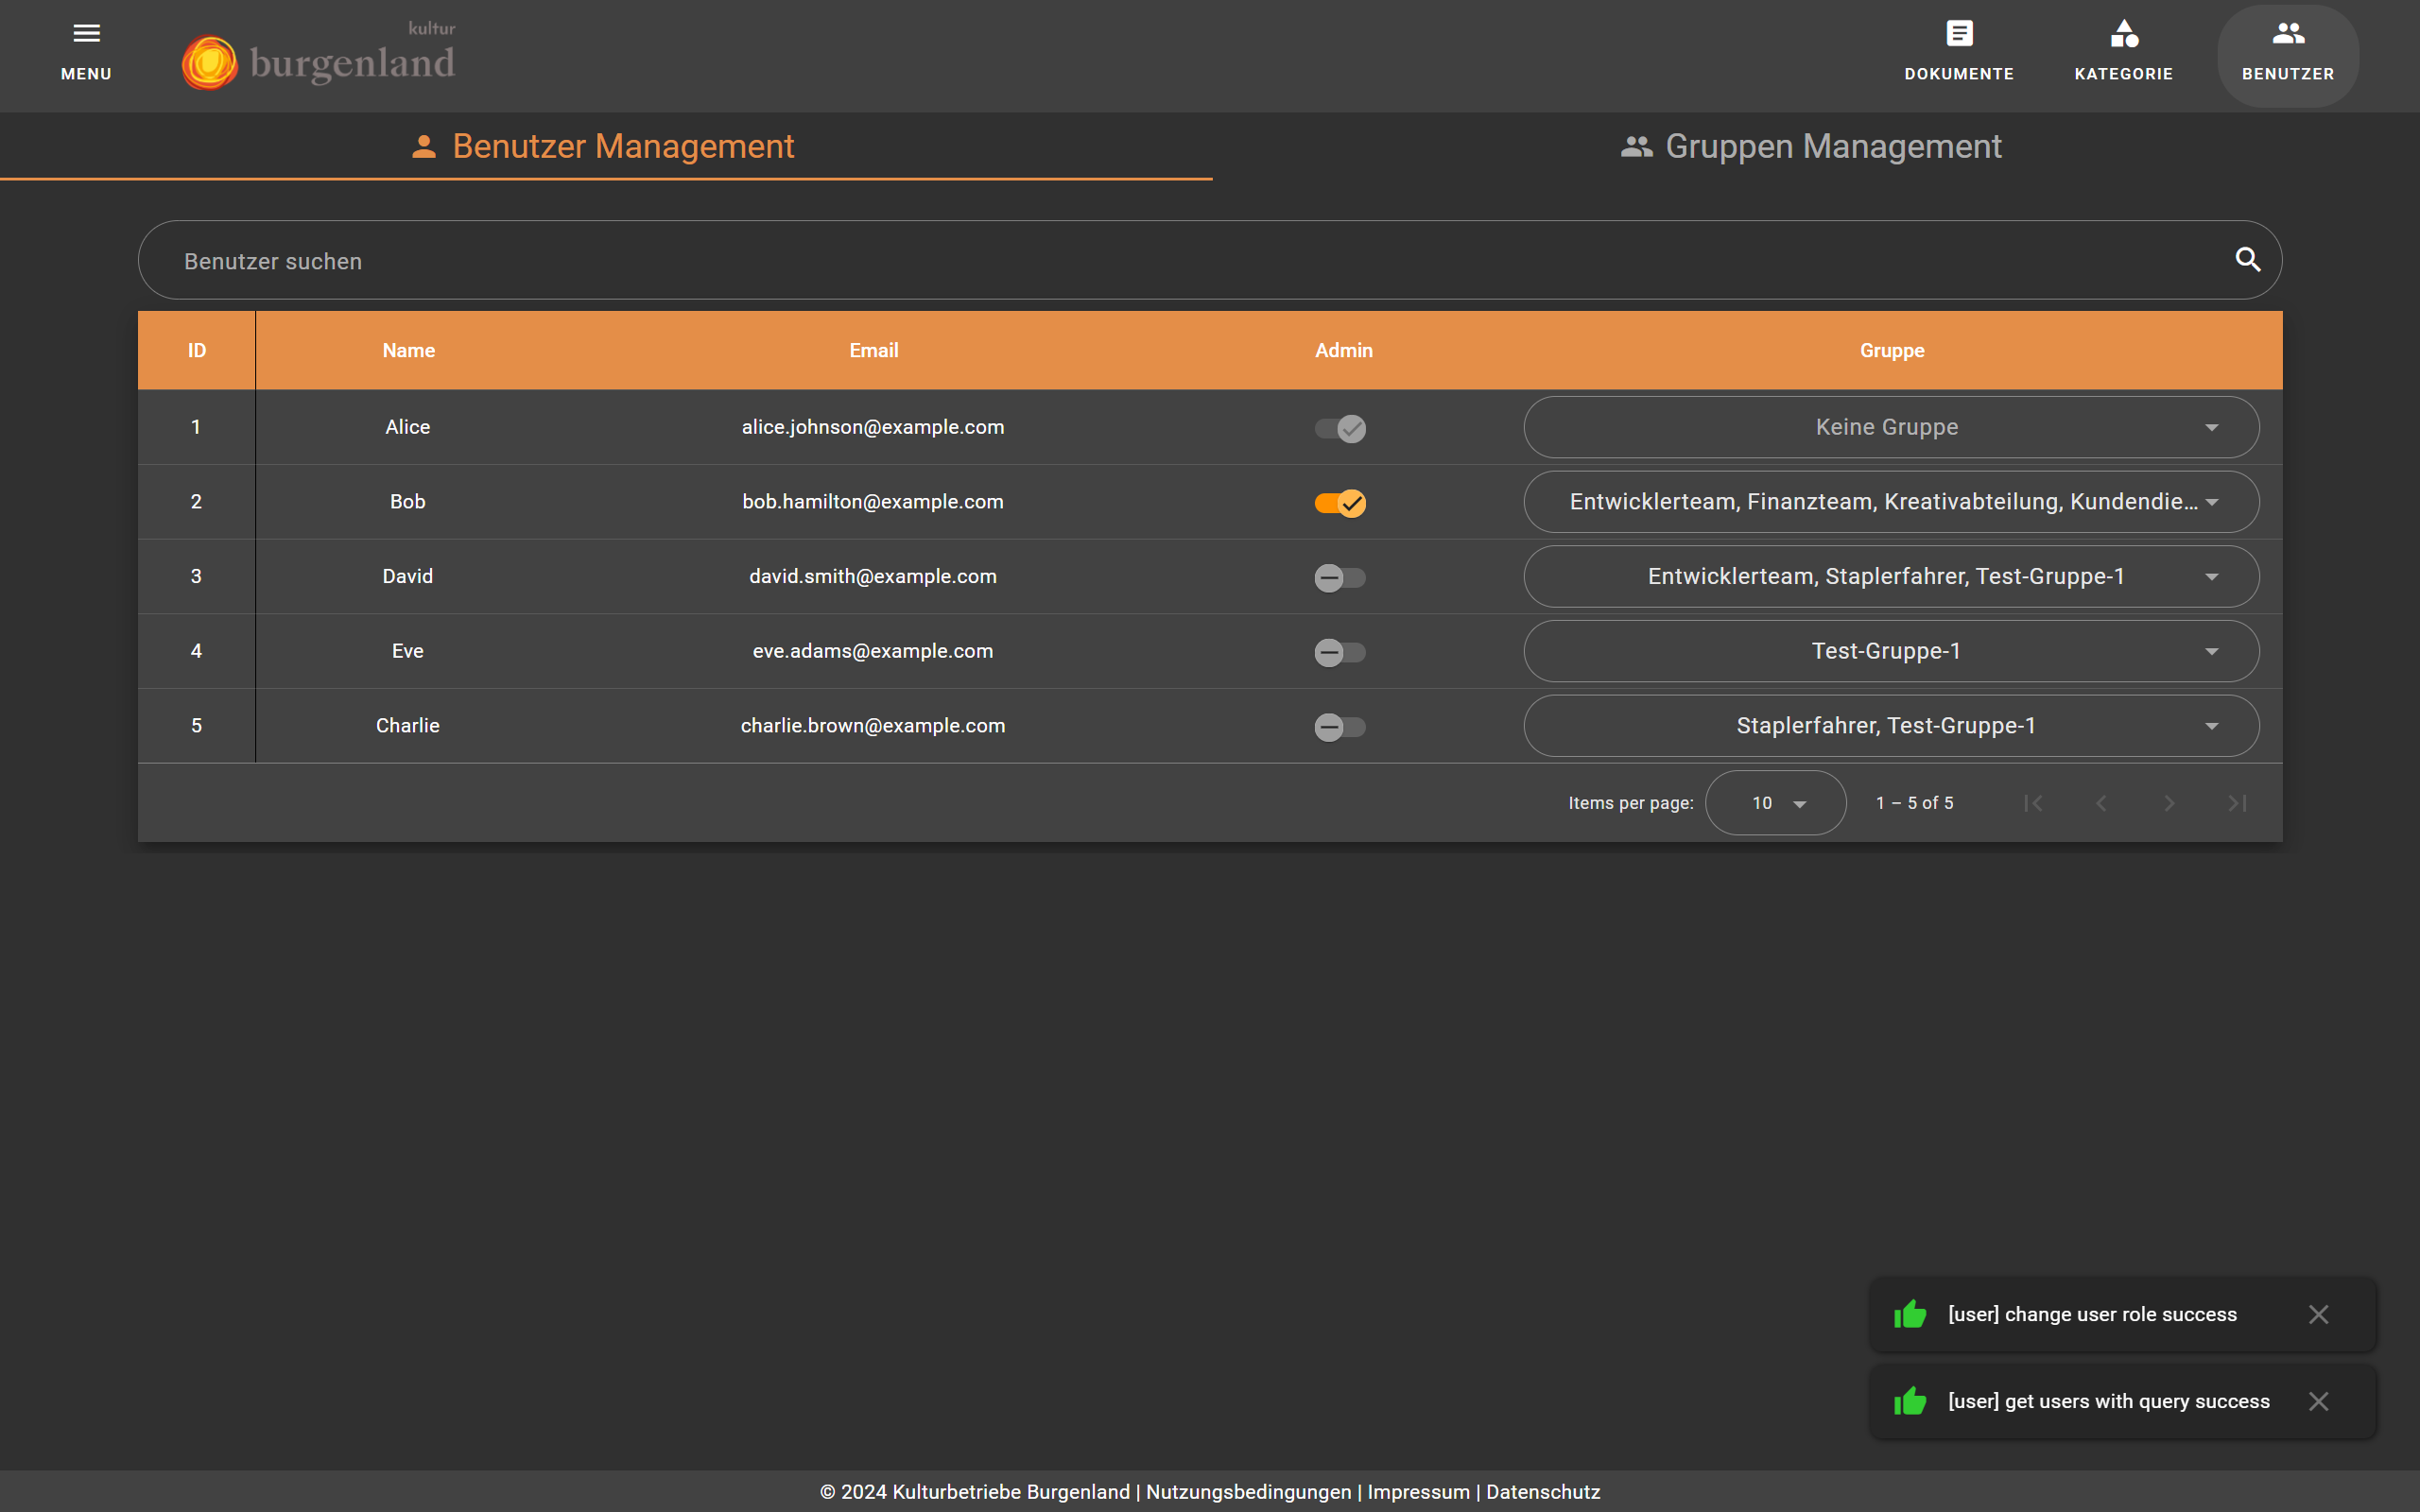 MENU
kultur
burgenland
DOKUMENTE
KATEGORIE
BENUTZER
Benutzer Management
Gruppen Management
Benutzer suchen
ID Name Email Admin Gruppe
1 Alice alice.johnson@example.com Keine Gruppe
2 Bob bob.hamilton@example.com Entwicklerteam, Finanzteam, Kreativabteilung, Kundendie...
3 David david.smith@example.com Entwicklerteam, Staplerfahrer, Test-Gruppe-1
4 Eve eve.adams@example.com Test-Gruppe-1
5 Charlie charlie.brown@example.com Staplerfahrer, Test-Gruppe-1
Items per page: 10 1 – 5 of 5
[user] change user role success
[user] get users with query success
© 2024 Kulturbetriebe Burgenland | Nutzungsbedingungen | Impressum | Datenschutz